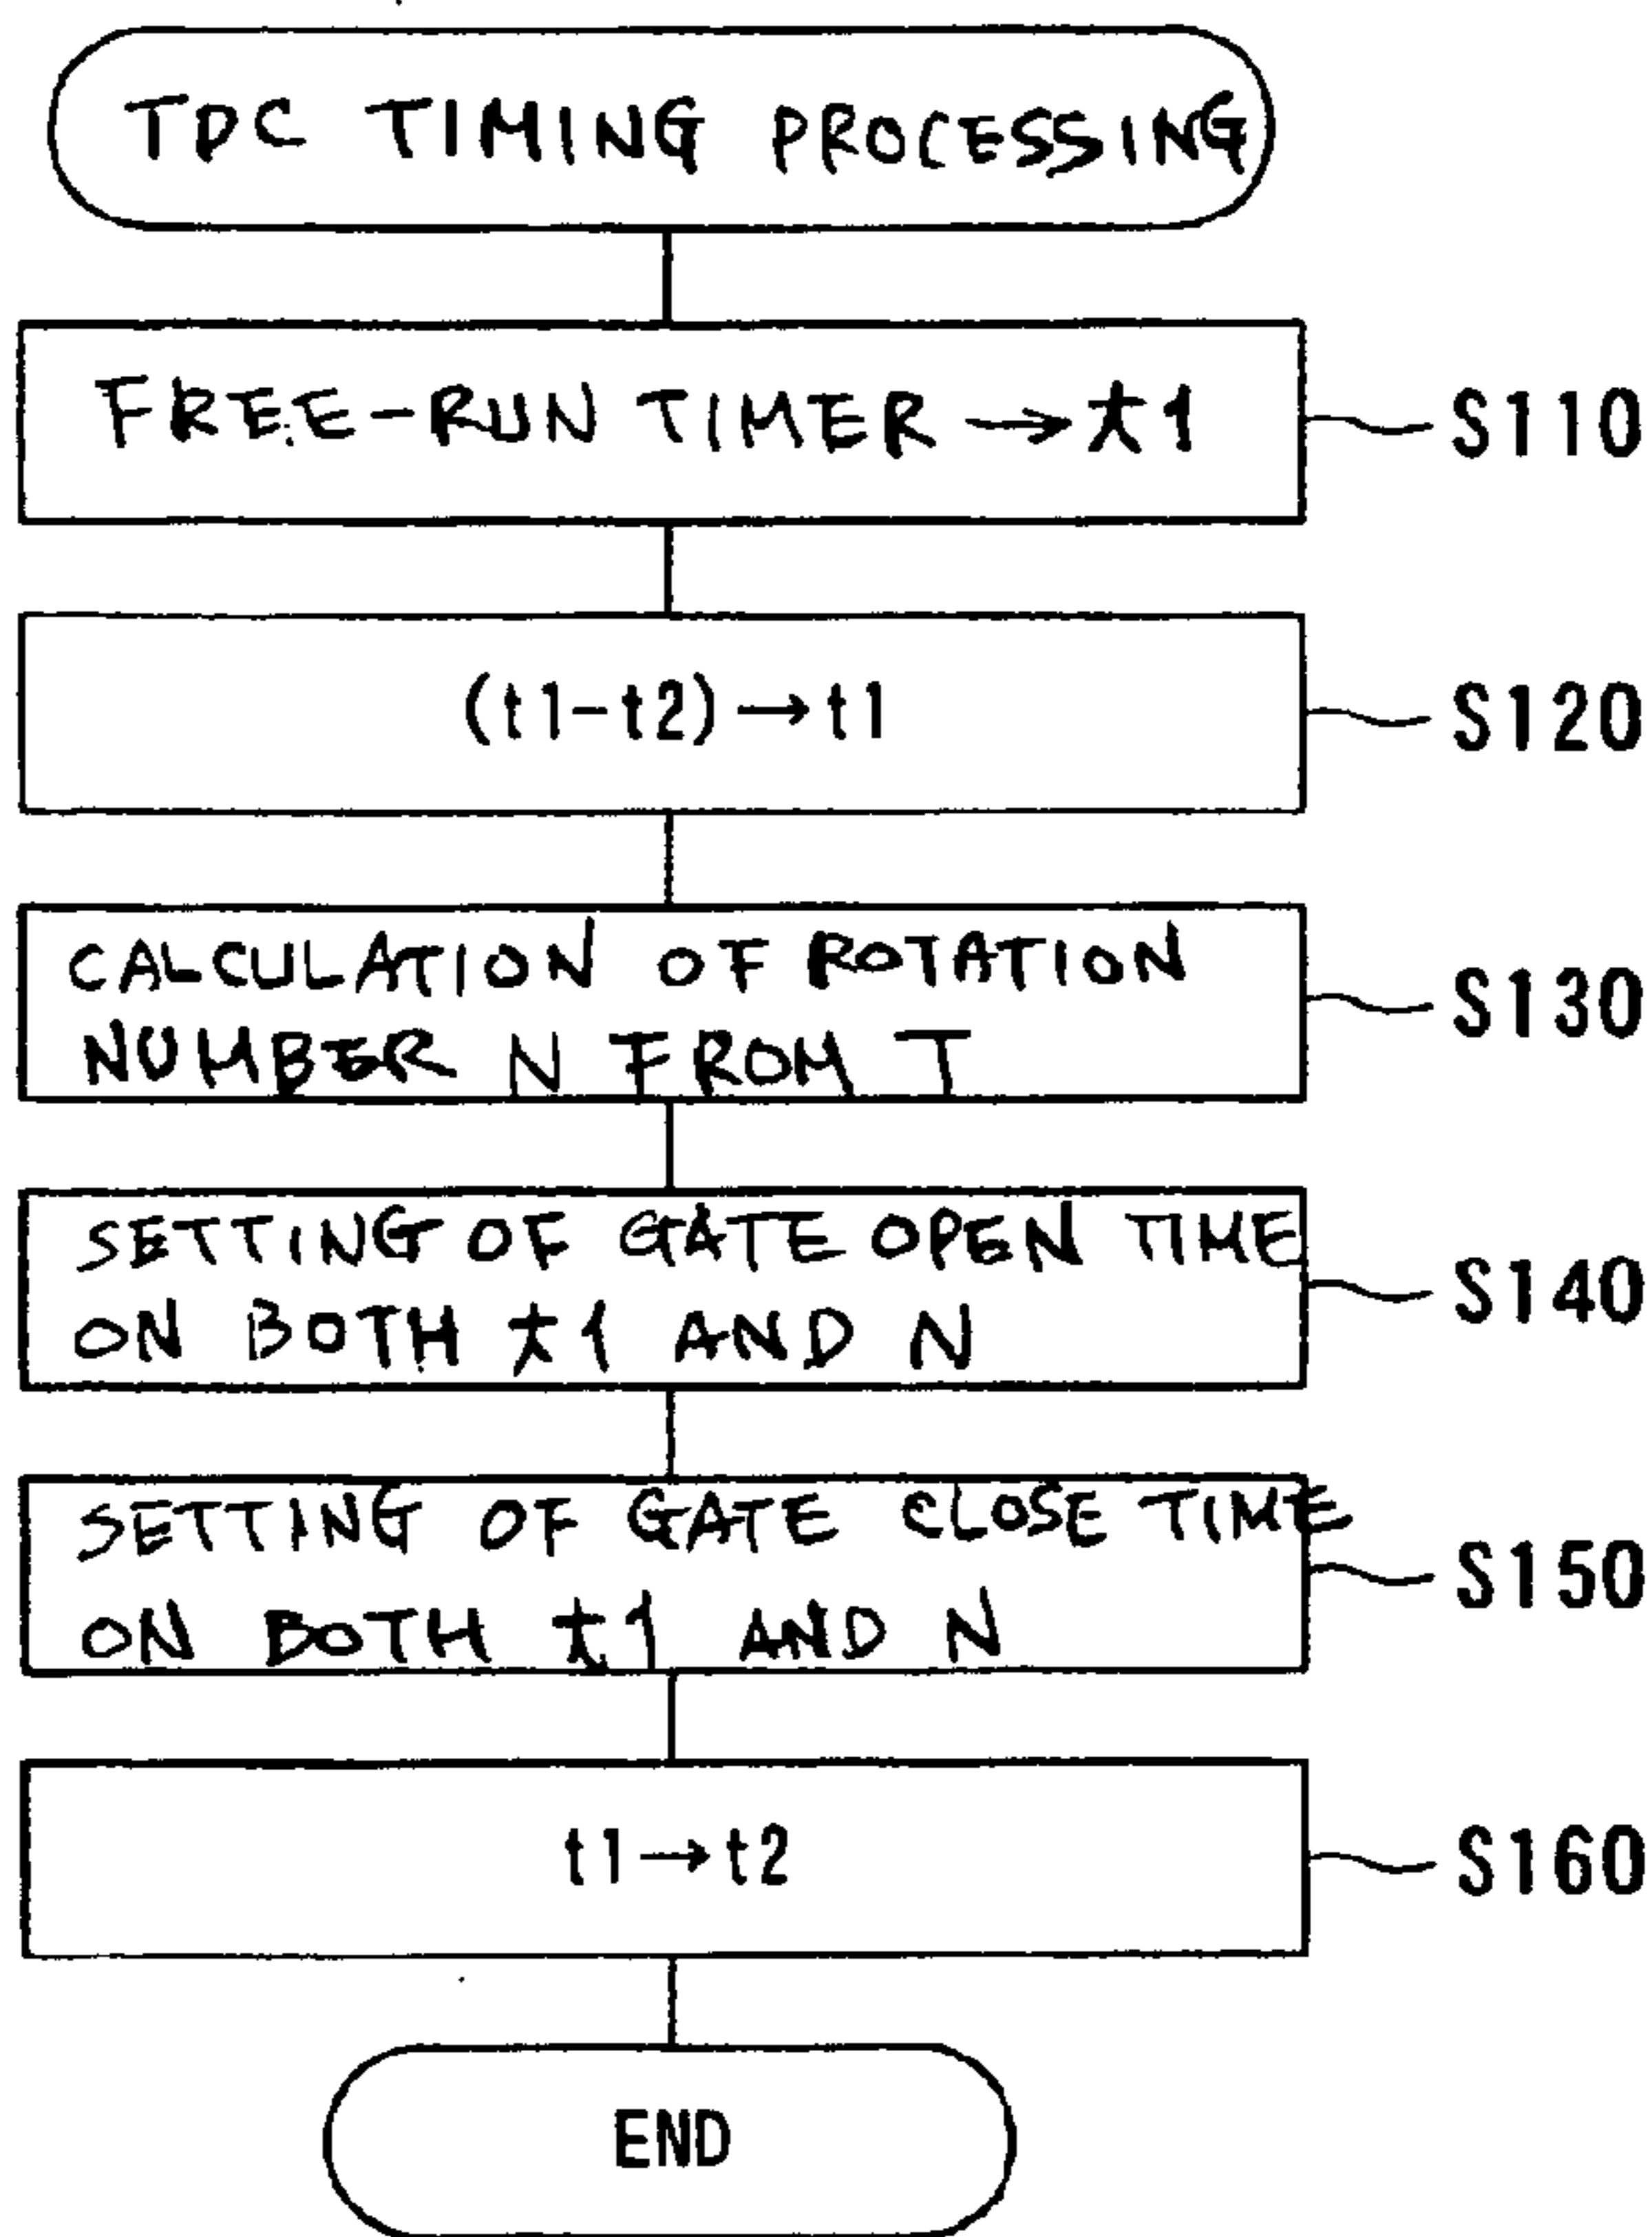 TDC TIMING PROCESSING
FREE-RUN TIMER → t1
S110
(t1-t2)→t1
S120
CALCULATION OF ROTATION
NUMBER N FROM T
S130
SETTING OF GATE OPEN TIME
ON BOTH t1 AND N
S140
SETTING OF GATE CLOSE TIME
ON BOTH t1 AND N
S150
t1→t2
S160
END